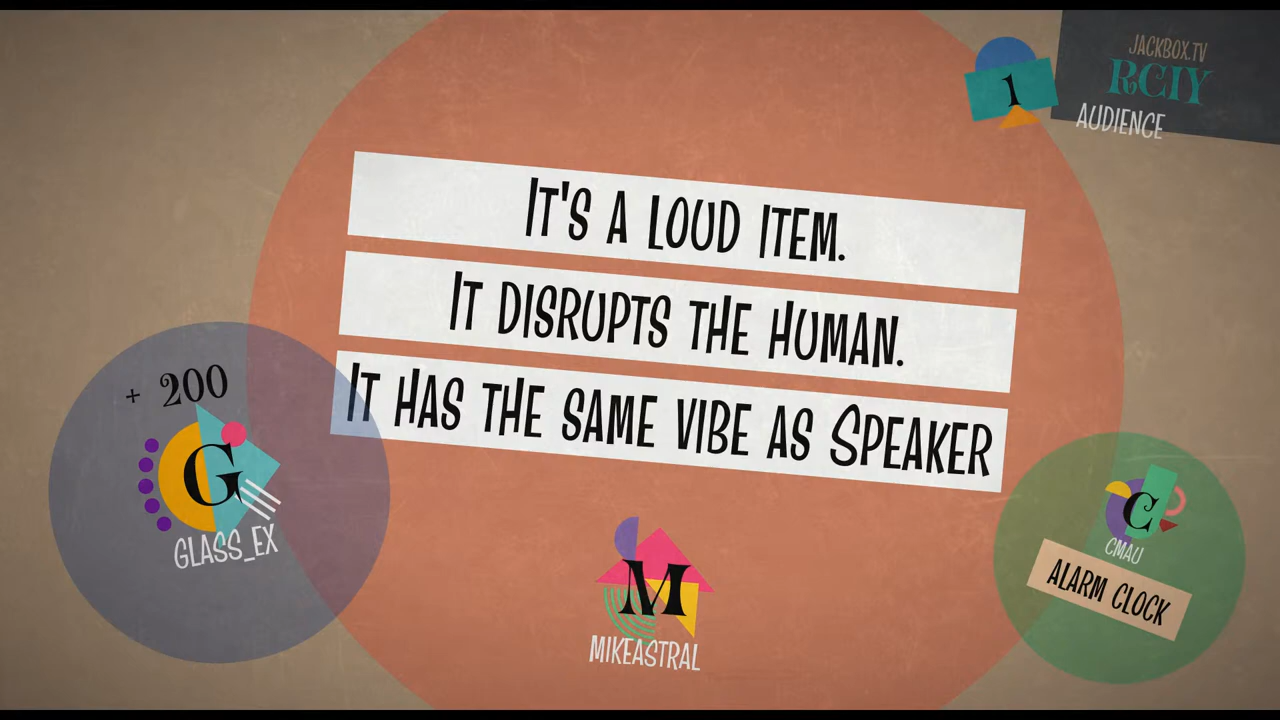 JACKBOX.TV
RCIY
1
AUDIENCE
IT'S A LOUD ITEM.
IT DISRUPTS THE HUMAN.
IT HAS THE SAME VIBE AS SPEAKER
+ 200
G
GLASS_EX
M
MIKEASTRAL
C
CMAU
ALARM CLOCK